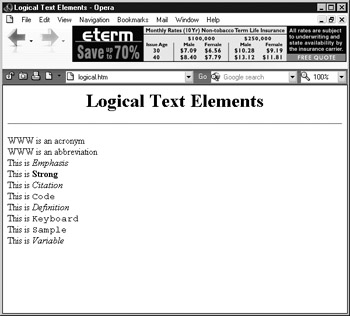 Logical Text Elements - Opera
File Edit View Navigation Bookmarks Mail Window Help
eterm
Save up to 70%
Monthly Rates (10Yr) Non-tobacco Term Life Insurance
$100,000 $250,000
Issue Age Male Female Male Female
30 $7.09 $6.56 $10.28 $9.19
40 $8.40 $7.79 $13.12 $11.81
All rates are subject
to underwriting and
state availability by
the insurance carrier.
FREE QUOTE
logical.htm Go Google search 100%
Logical Text Elements
WWW is an acronym
WWW is an abbreviation
This is Emphasis
This is Strong
This is Citation
This is Code
This is Definition
This is Keyboard
This is Sample
This is Variable